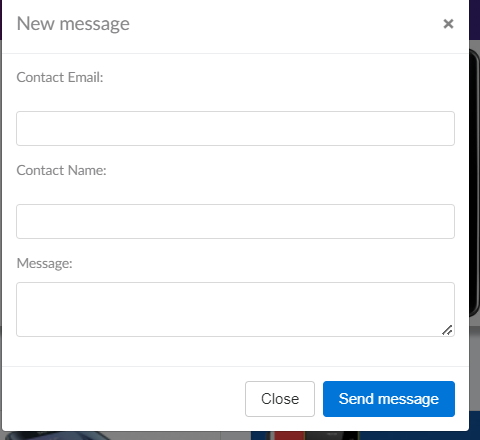 New message
×
Contact Email:
Contact Name:
Message:
Close Send message